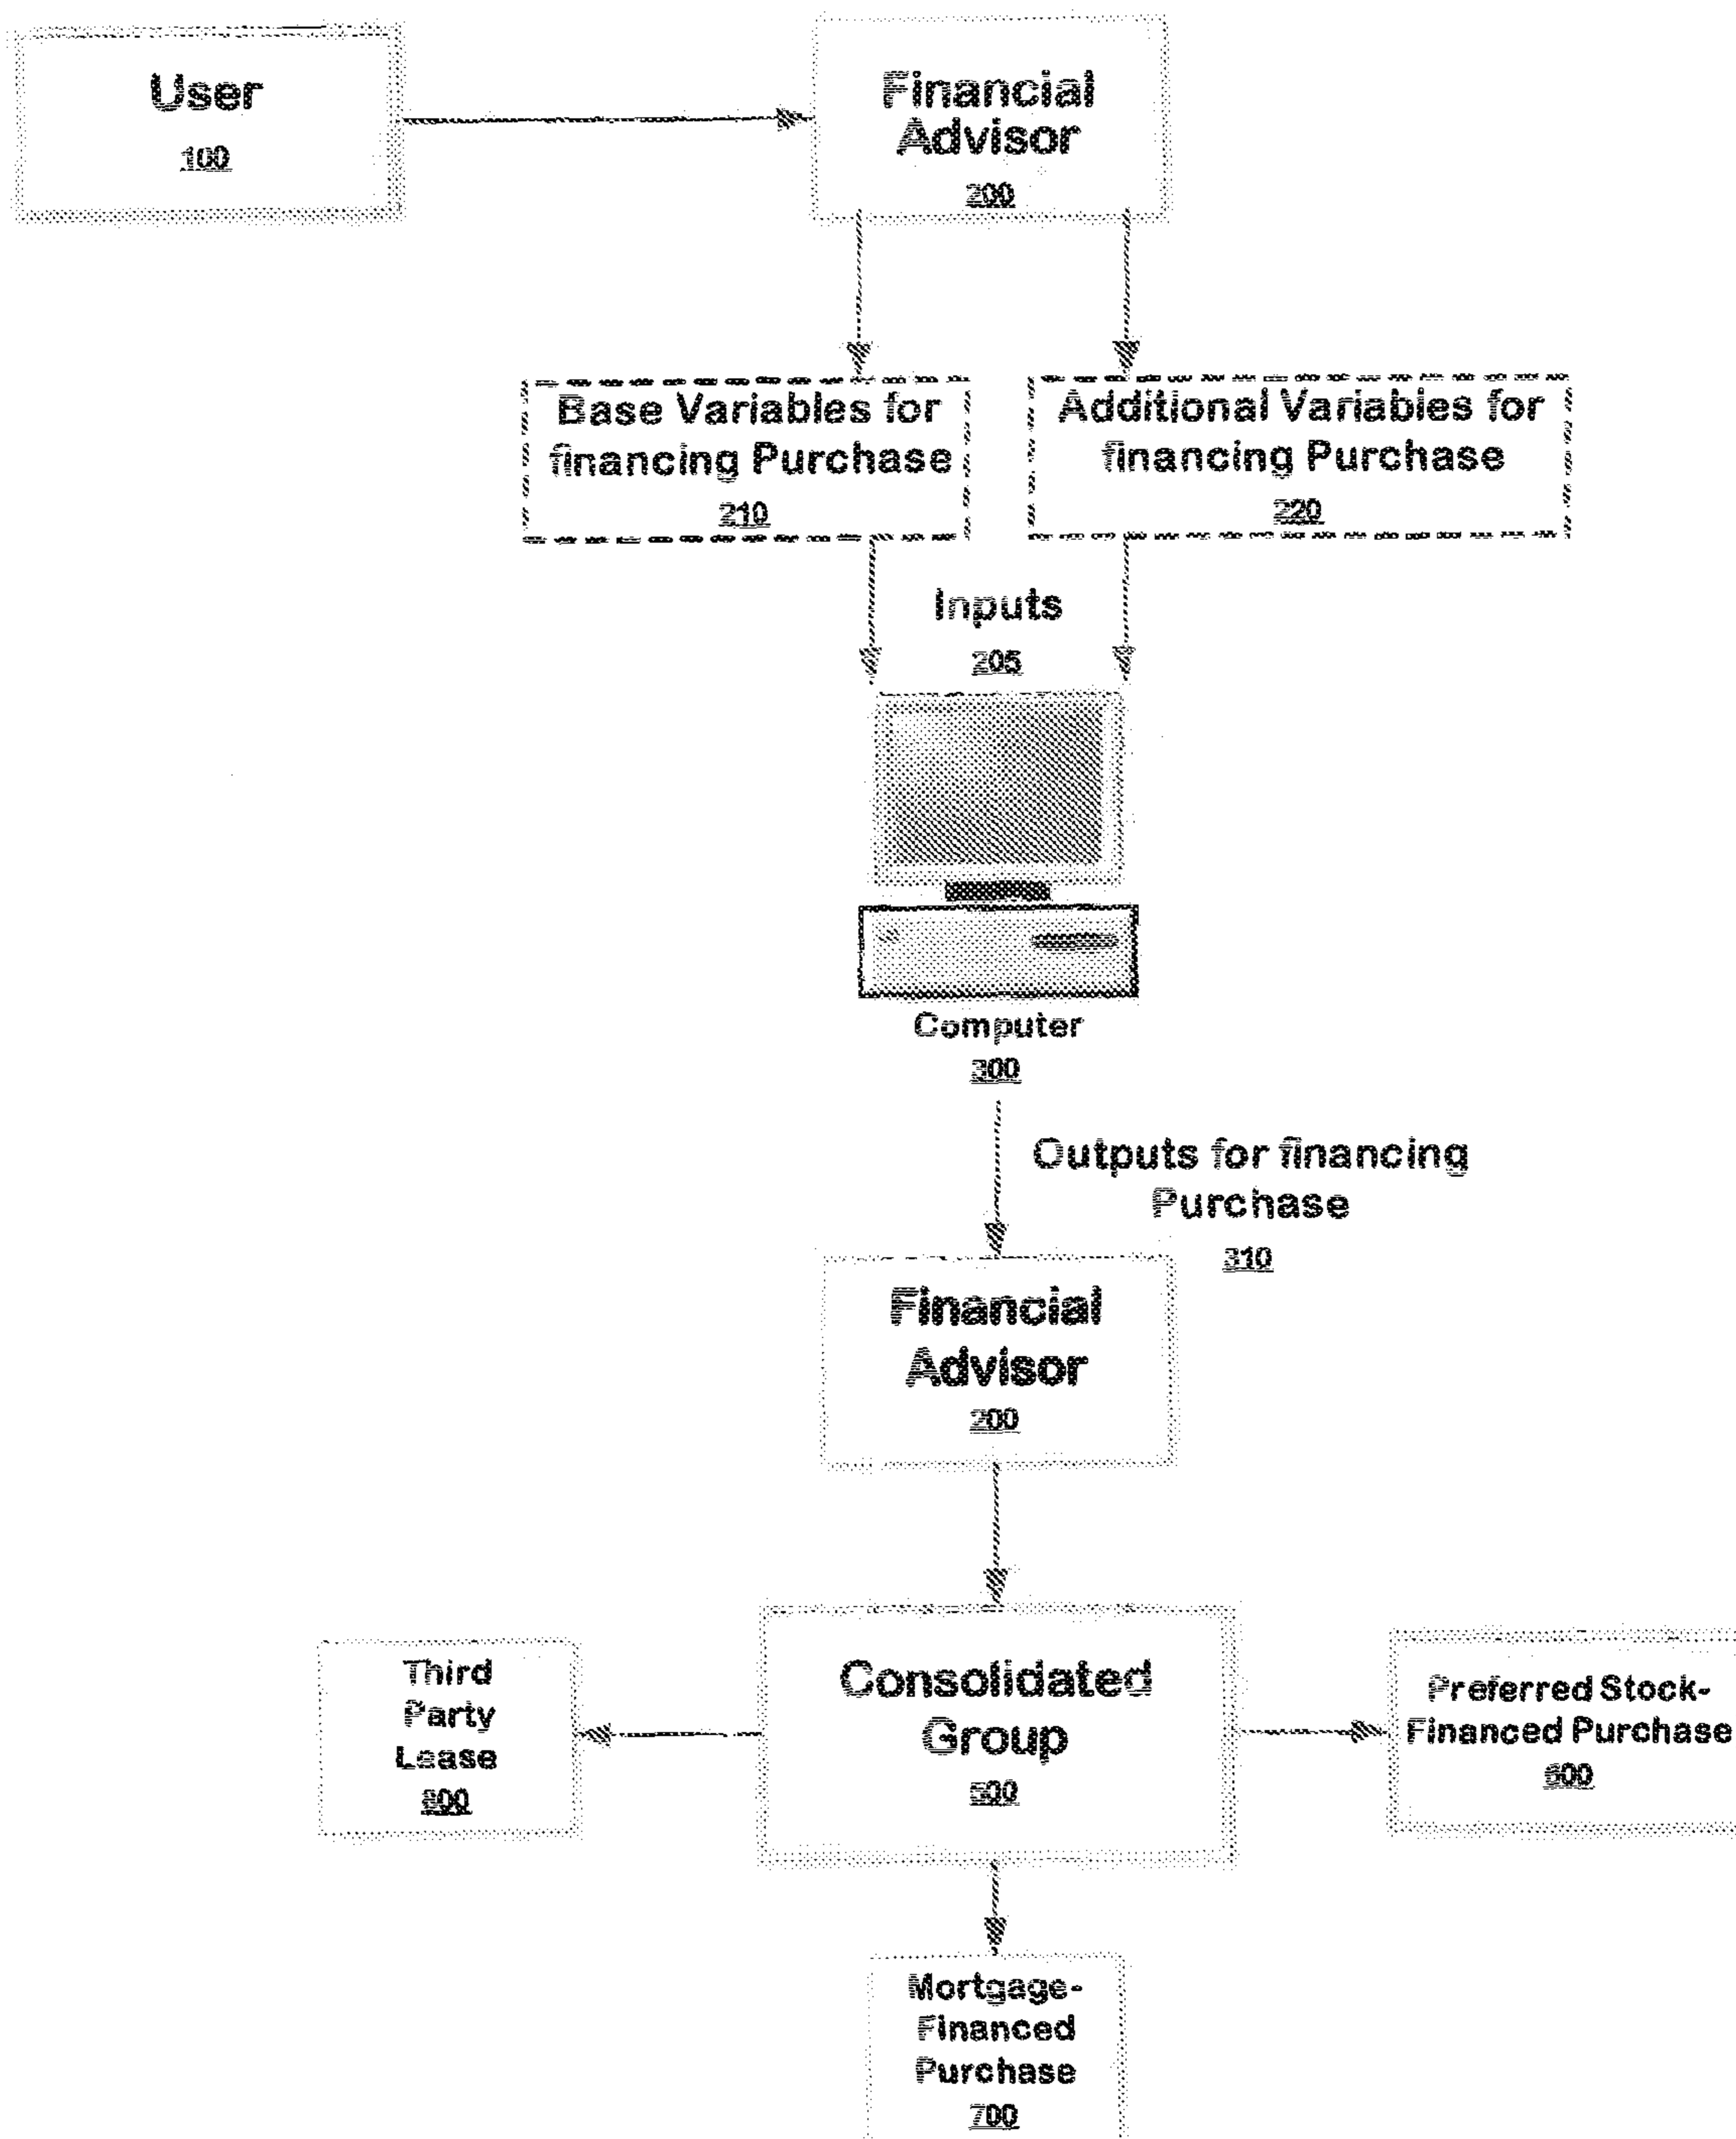 User
100
Financial
Advisor
200
Base Variables for
financing Purchase
210
Additional Variables for
financing Purchase
220
Inputs
205
Computer
300
Outputs for financing
Purchase
310
Financial
Advisor
200
Consolidated
Group
500
Third
Party
Lease
800
Preferred Stock-
Financed Purchase
600
Mortgage-
Financed
Purchase
700